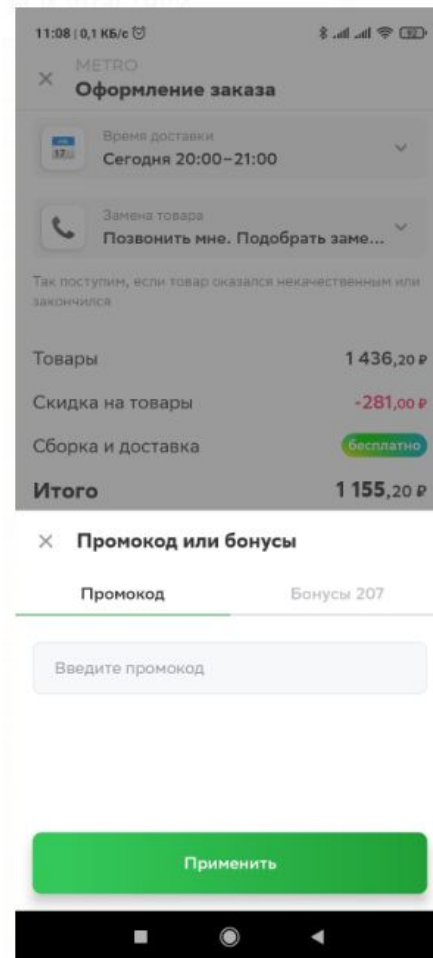 11:08 | 0,1 КБ/с
92
METRO
Оформление заказа
Время доставки
17
Сегодня 20:00–21:00
Замена товара
Позвонить мне. Подобрать заме...
Так поступим, если товар оказался некачественным или
закончился
Товары 1 436,20 ₽
Скидка на товары -281,00 ₽
Сборка и доставка бесплатно
Итого 1 155,20 ₽
Промокод или бонусы
Промокод Бонусы 207
Введите промокод
Применить